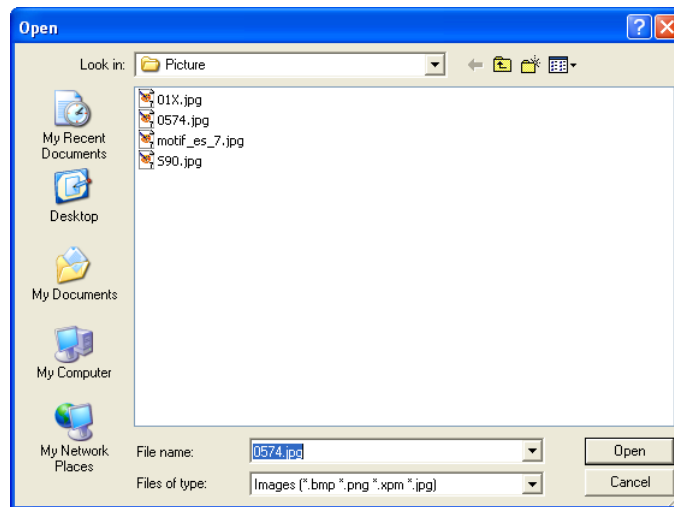 Open
Look in:
Picture
My Recent
Documents
Desktop
My Documents
My Computer
My Network
Places
01X.jpg
0574.jpg
motif_es_7.jpg
S90.jpg
File name:
0574.jpg
Open
Files of type:
Images (*.bmp *.png *.xpm *.jpg)
Cancel